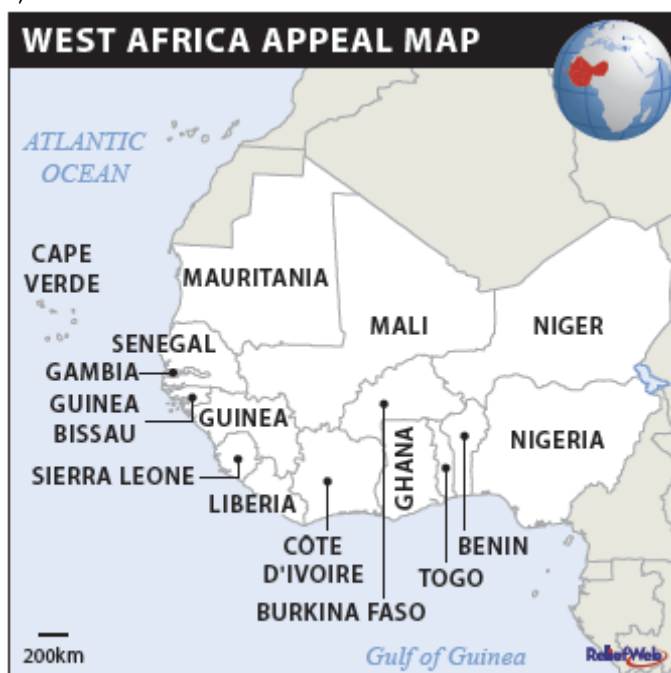 WEST AFRICA APPEAL MAP
ATLANTIC
OCEAN
CAPE
VERDE
MAURITANIA
MALI
NIGER
SENEGAL
GAMBIA
GUINEA
BISSAU
GUINEA
SIERRA LEONE
LIBERIA
CÔTE
D'IVOIRE
BURKINA FASO
GHANA
TOGO
BENIN
NIGERIA
200km
Gulf of Guinea
ReliefWeb